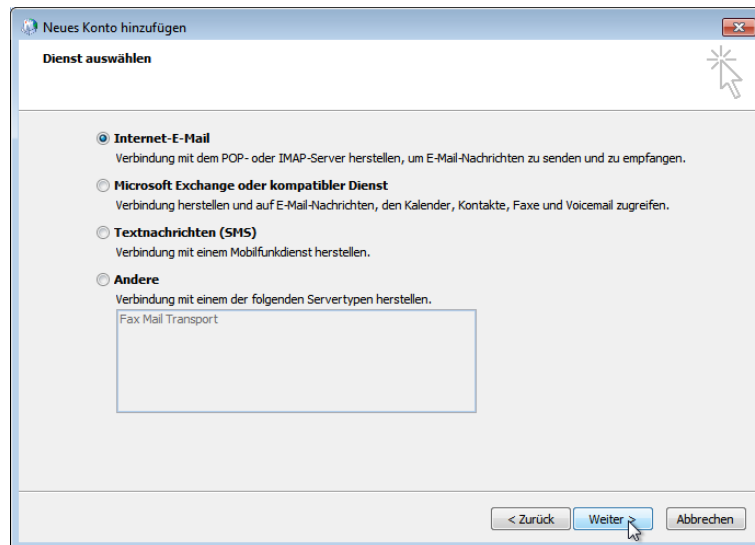 Neues Konto hinzufügen
Dienst auswählen
Internet-E-Mail
Verbindung mit dem POP- oder IMAP-Server herstellen, um E-Mail-Nachrichten zu senden und zu empfangen.
Microsoft Exchange oder kompatibler Dienst
Verbindung herstellen und auf E-Mail-Nachrichten, den Kalender, Kontakte, Faxe und Voicemail zugreifen.
Textnachrichten (SMS)
Verbindung mit einem Mobilfunkdienst herstellen.
Andere
Verbindung mit einem der folgenden Servertypen herstellen.
Fax Mail Transport
< Zurück Weiter > Abbrechen